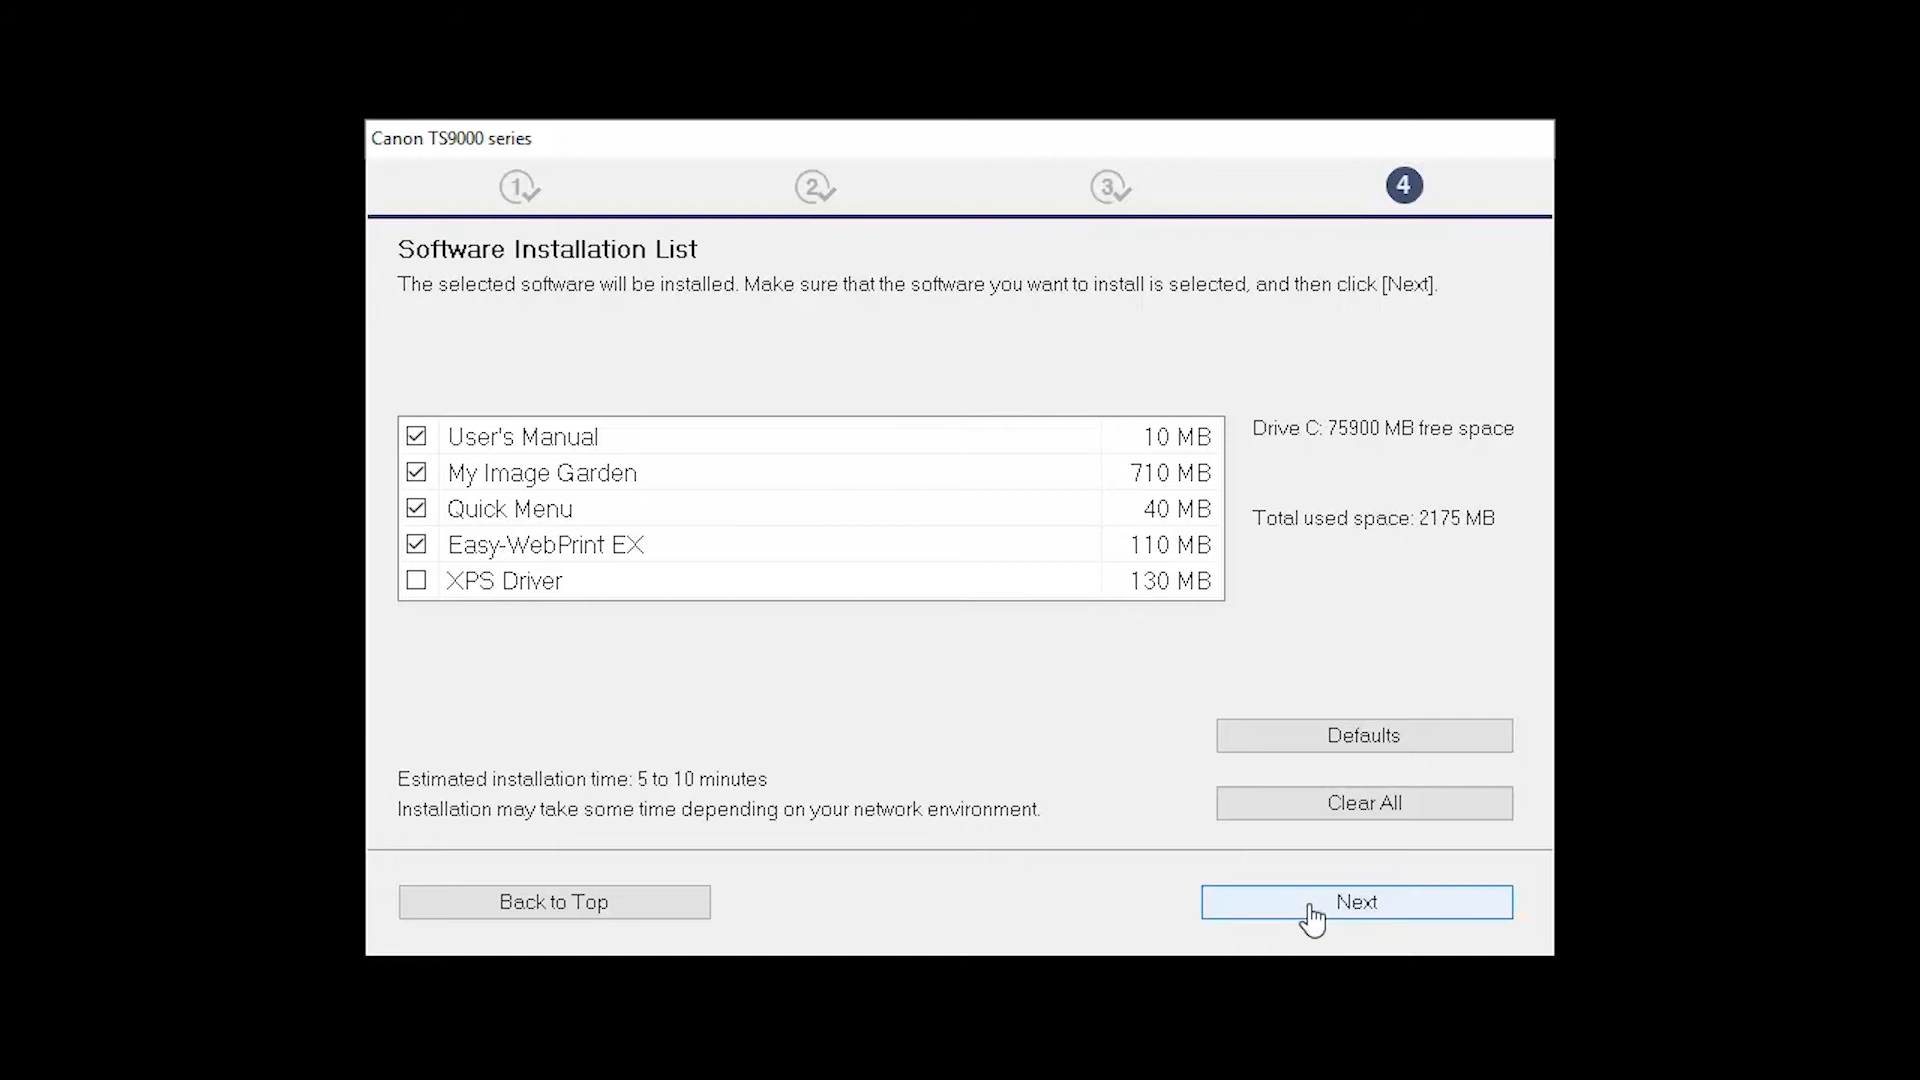 Canon TS9000 series
1
2
3
4
Software Installation List
The selected software will be installed. Make sure that the software you want to install is selected, and then click [Next].
User's Manual 10 MB
My Image Garden 710 MB
Quick Menu 40 MB
Easy-WebPrint EX 110 MB
XPS Driver 130 MB
Drive C: 75900 MB free space
Total used space: 2175 MB
Defaults
Estimated installation time: 5 to 10 minutes
Installation may take some time depending on your network environment.
Clear All
Back to Top
Next